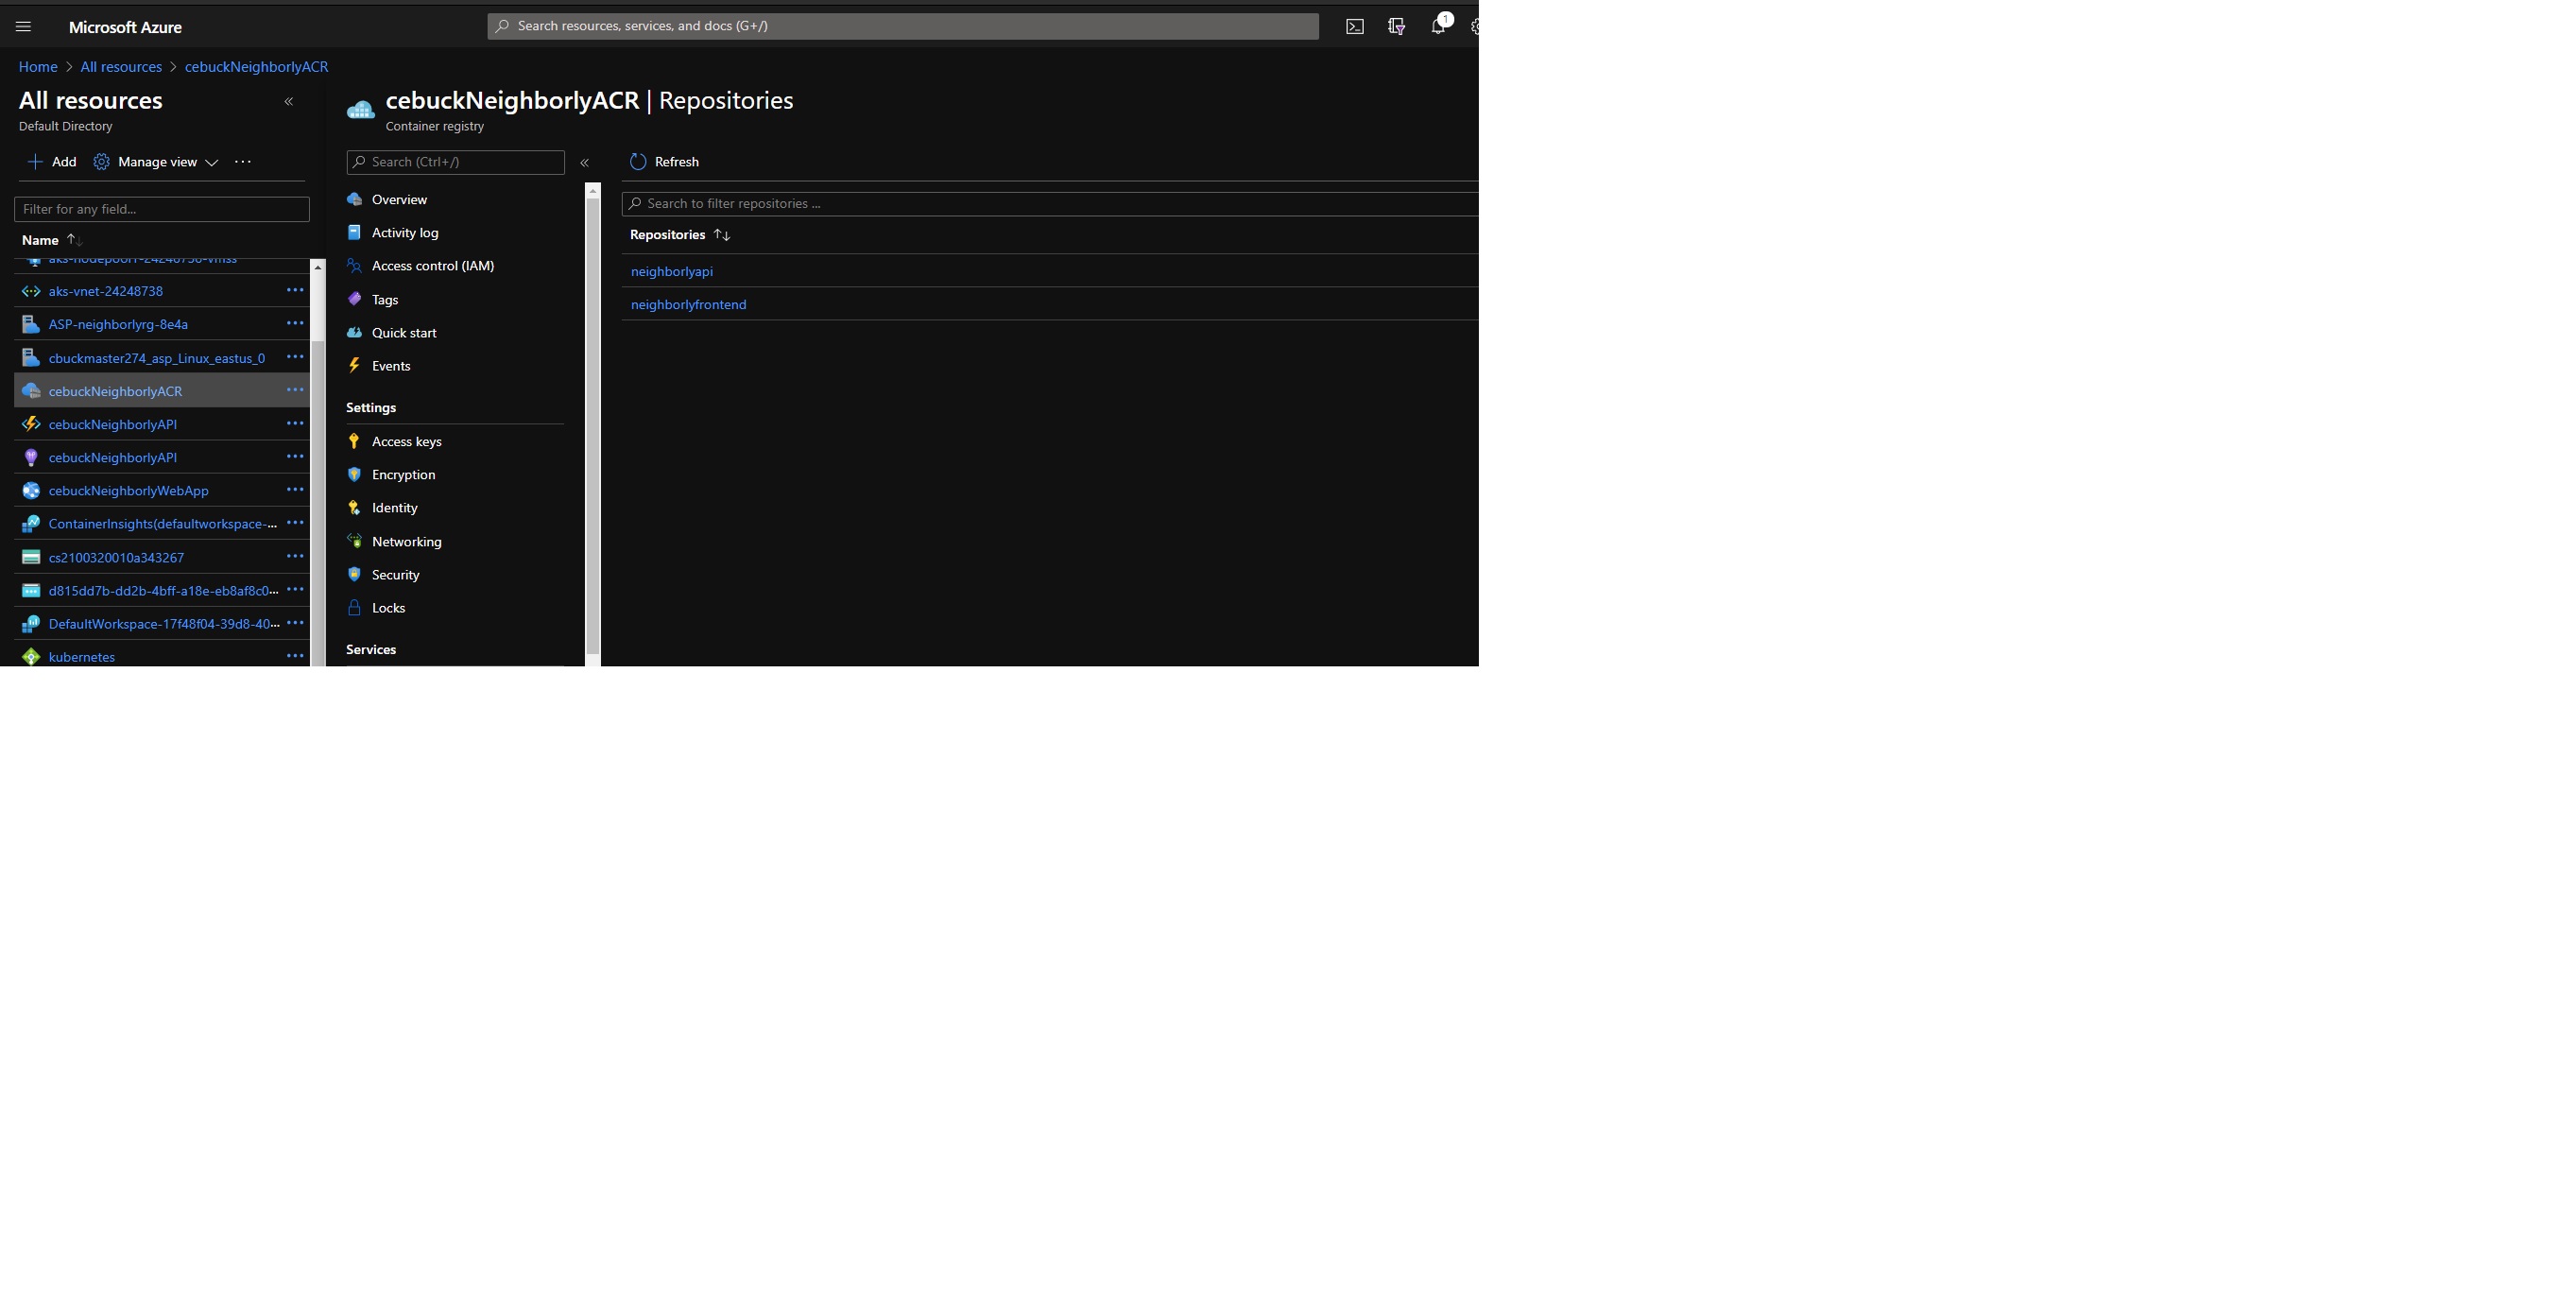 Microsoft Azure
Search resources, services, and docs (G+/)
1
Home > All resources > cebuckNeighborlyACR
All resources
Default Directory
Add Manage view ...
Filter for any field...
Name
aks-nodepool1-24248738-vmss
aks-vnet-24248738
ASP-neighborlyrg-8e4a
cbuckmaster274_asp_Linux_eastus_0
cebuckNeighborlyACR
cebuckNeighborlyAPI
cebuckNeighborlyAPI
cebuckNeighborlyWebApp
ContainerInsights(defaultworkspace-...
cs2100320010a343267
d815dd7b-dd2b-4bff-a18e-eb8af8c0...
DefaultWorkspace-17f48f04-39d8-40...
kubernetes
cebuckNeighborlyACR | Repositories
Container registry
Search (Ctrl+/)
Overview
Activity log
Access control (IAM)
Tags
Quick start
Events
Settings
Access keys
Encryption
Identity
Networking
Security
Locks
Services
Refresh
Search to filter repositories ...
Repositories
neighborlyapi
neighborlyfrontend